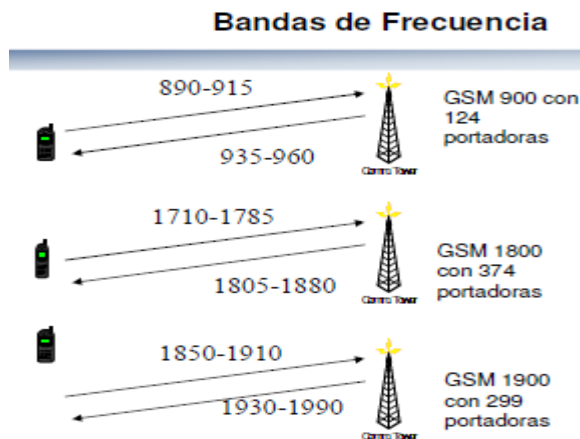 Bandas de Frecuencia
890-915
935-960
GSM 900 con
124
portadoras
1710-1785
1805-1880
GSM 1800
con 374
portadoras
1850-1910
1930-1990
GSM 1900
con 299
portadoras